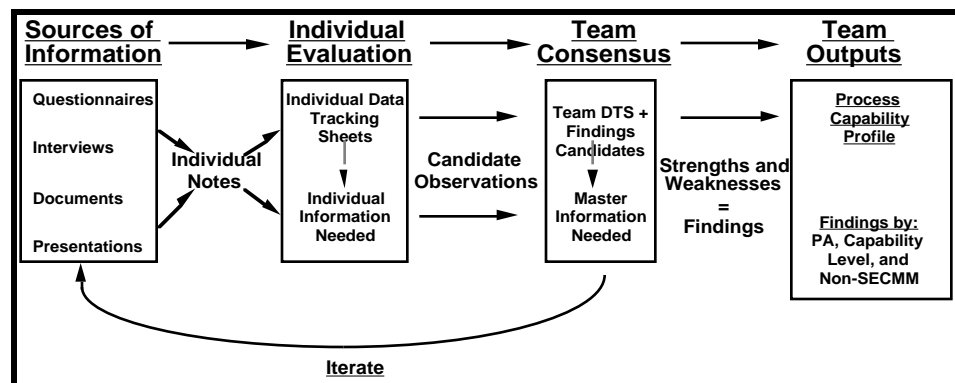 Sources of
Information
Individual
Evaluation
Team
Consensus
Team
Outputs
Questionnaires
Interviews
Documents
Presentations
Individual
Notes
Individual Data
Tracking
Sheets
Individual
Information
Needed
Candidate
Observations
Team DTS +
Findings
Candidates
Master
Information
Needed
Strengths and
Weaknesses
=
Findings
Process
Capability
Profile
Findings by:
PA, Capability
Level, and
Non-SECMM
Iterate